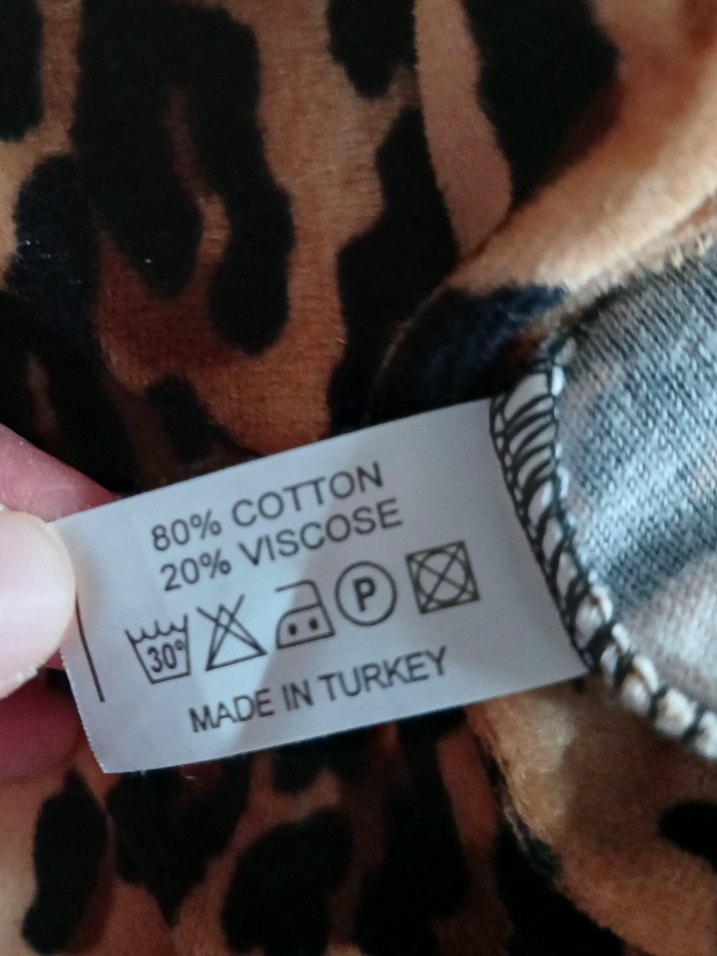 80% COTTON
20% VISCOSE
30° P
MADE IN TURKEY